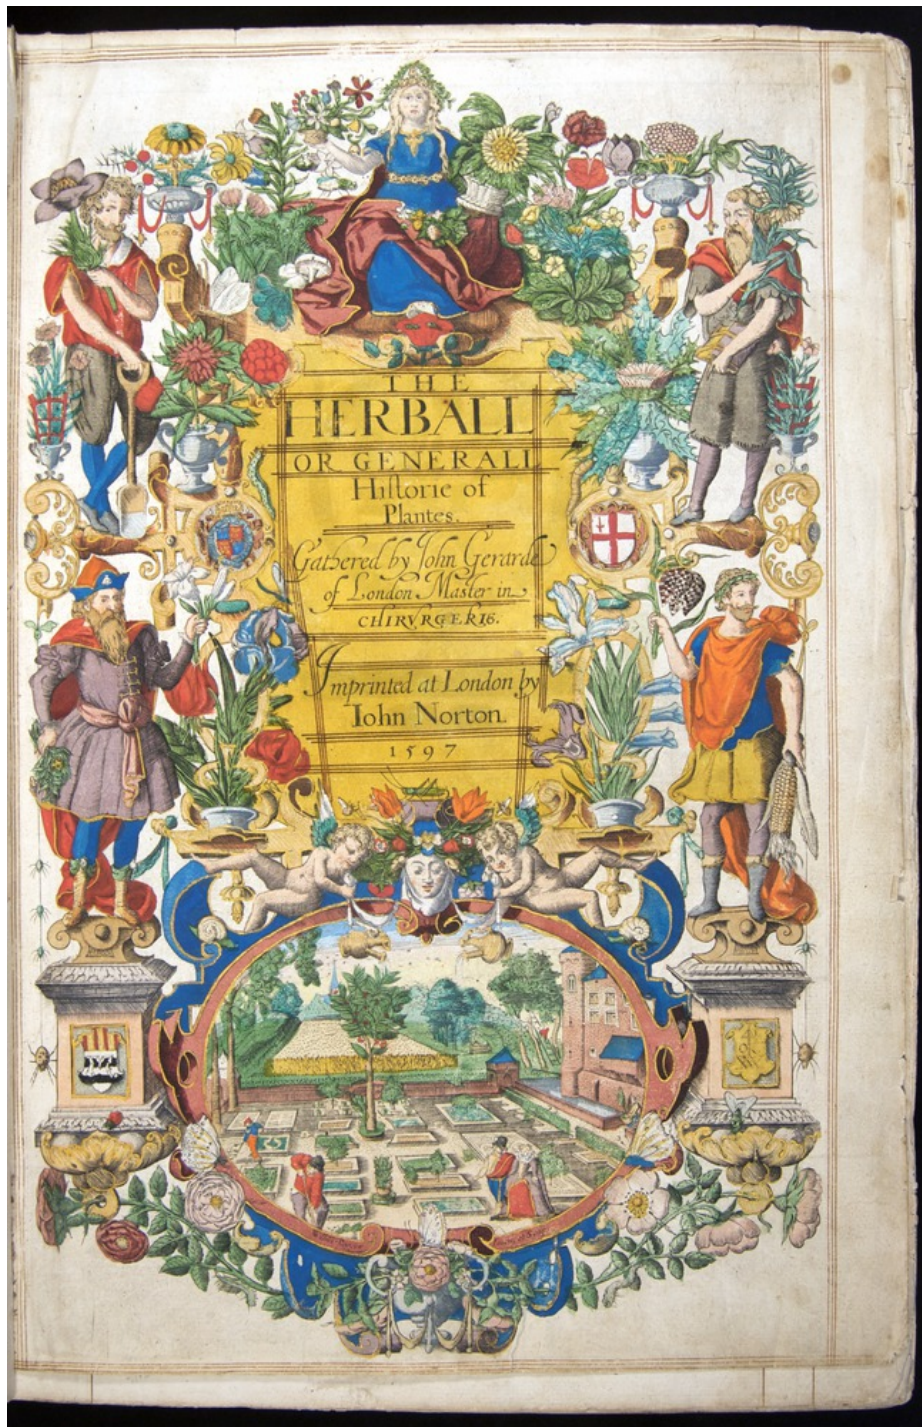 THE
HERBALL
OR GENERALL
Hiſtorie of
Plantes.
Gathered by John Gerarde
of London Maſter in
CHIRVRGERIE.
Imprinted at London by
Iohn Norton.
1597